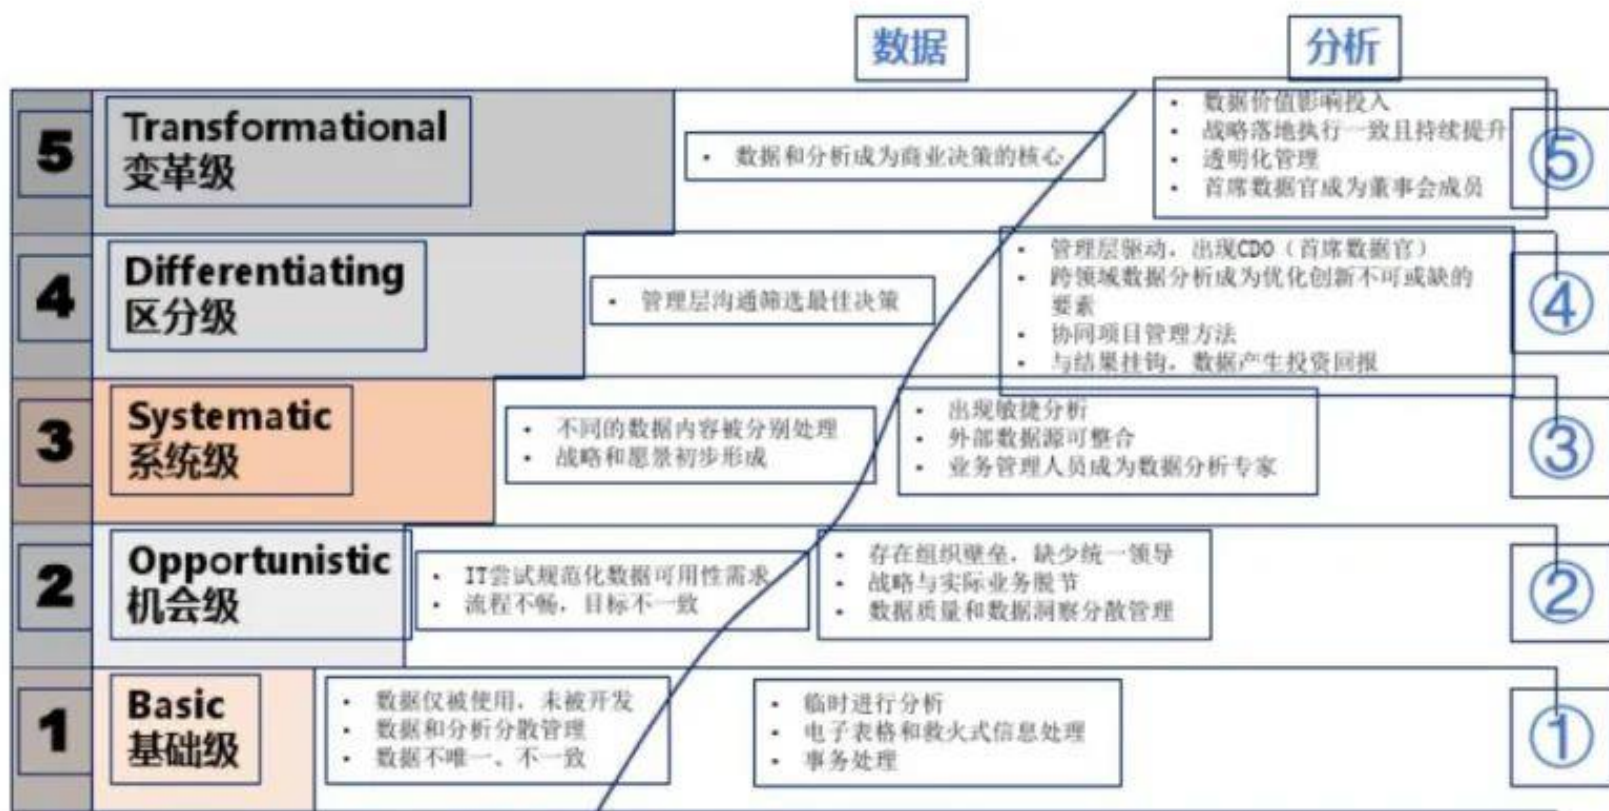 数据
分析
5
Transformational
变革级
• 数据和分析成为商业决策的核心
• 数据价值影响投入
• 战略落地执行一致且持续提升
• 透明化管理
• 首席数据官成为董事会成员
⑤
4
Differentiating
区分级
• 管理层沟通筛选最佳决策
• 管理层驱动，出现CDO（首席数据官）
• 跨领域数据分析成为优化创新不可或缺的
要素
• 协同项目管理方法
• 与结果挂钩，数据产生投资回报
④
3
Systematic
系统级
• 不同的数据内容被分别处理
• 战略和愿景初步形成
• 出现敏捷分析
• 外部数据源可整合
• 业务管理人员成为数据分析专家
③
2
Opportunistic
机会级
• IT尝试规范化数据可用性需求
• 流程不畅，目标不一致
• 存在组织壁垒，缺少统一领导
• 战略与实际业务脱节
• 数据质量和数据洞察分散管理
②
1
Basic
基础级
• 数据仅被使用，未被开发
• 数据和分析分散管理
• 数据不唯一、不一致
• 临时进行分析
• 电子表格和救火式信息处理
• 事务处理
①